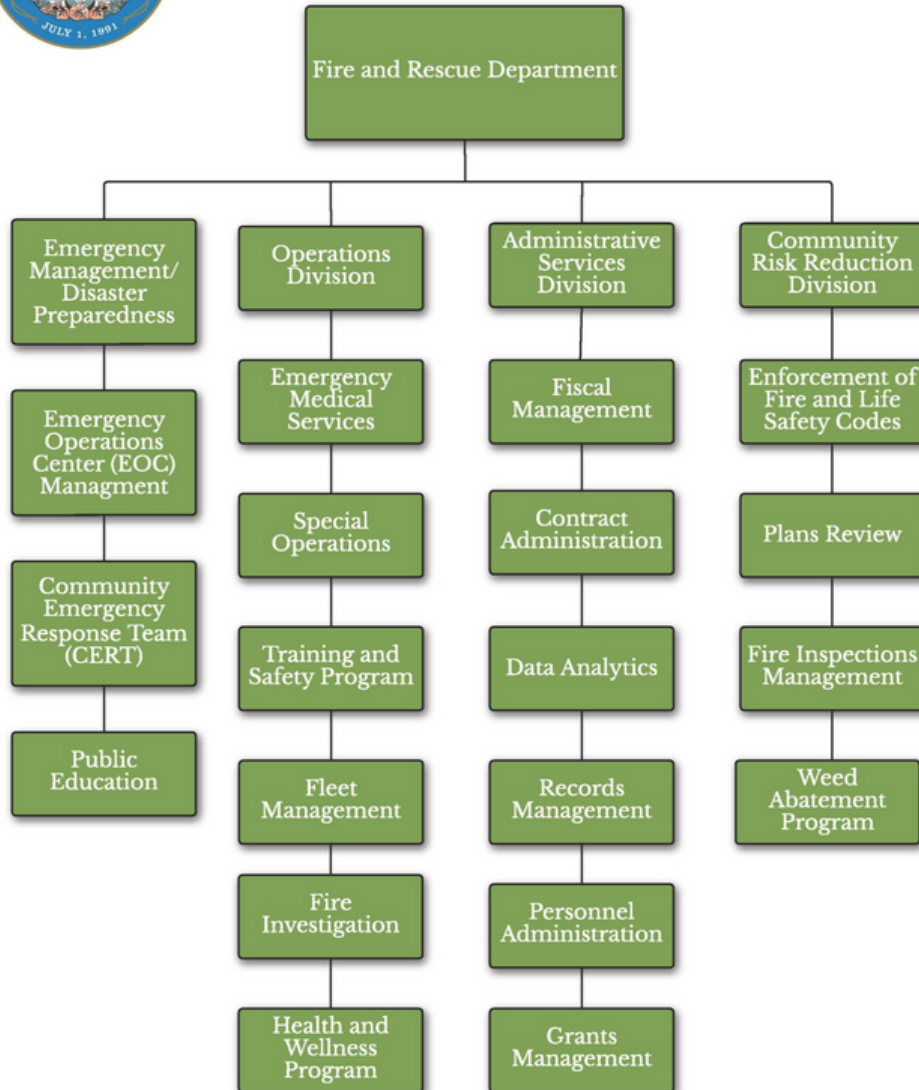 JULY 1, 1991
Fire and Rescue Department
Emergency
Management/
Disaster
Preparedness
Emergency
Operations
Center (EOC)
Managment
Community
Emergency
Response Team
(CERT)
Public
Education
Operations
Division
Emergency
Medical
Services
Special
Operations
Training and
Safety Program
Fleet
Management
Fire
Investigation
Health and
Wellness
Program
Administrative
Services
Division
Fiscal
Management
Contract
Administration
Data Analytics
Records
Management
Personnel
Administration
Grants
Management
Community
Risk Reduction
Division
Enforcement of
Fire and Life
Safety Codes
Plans Review
Fire Inspections
Management
Weed
Abatement
Program